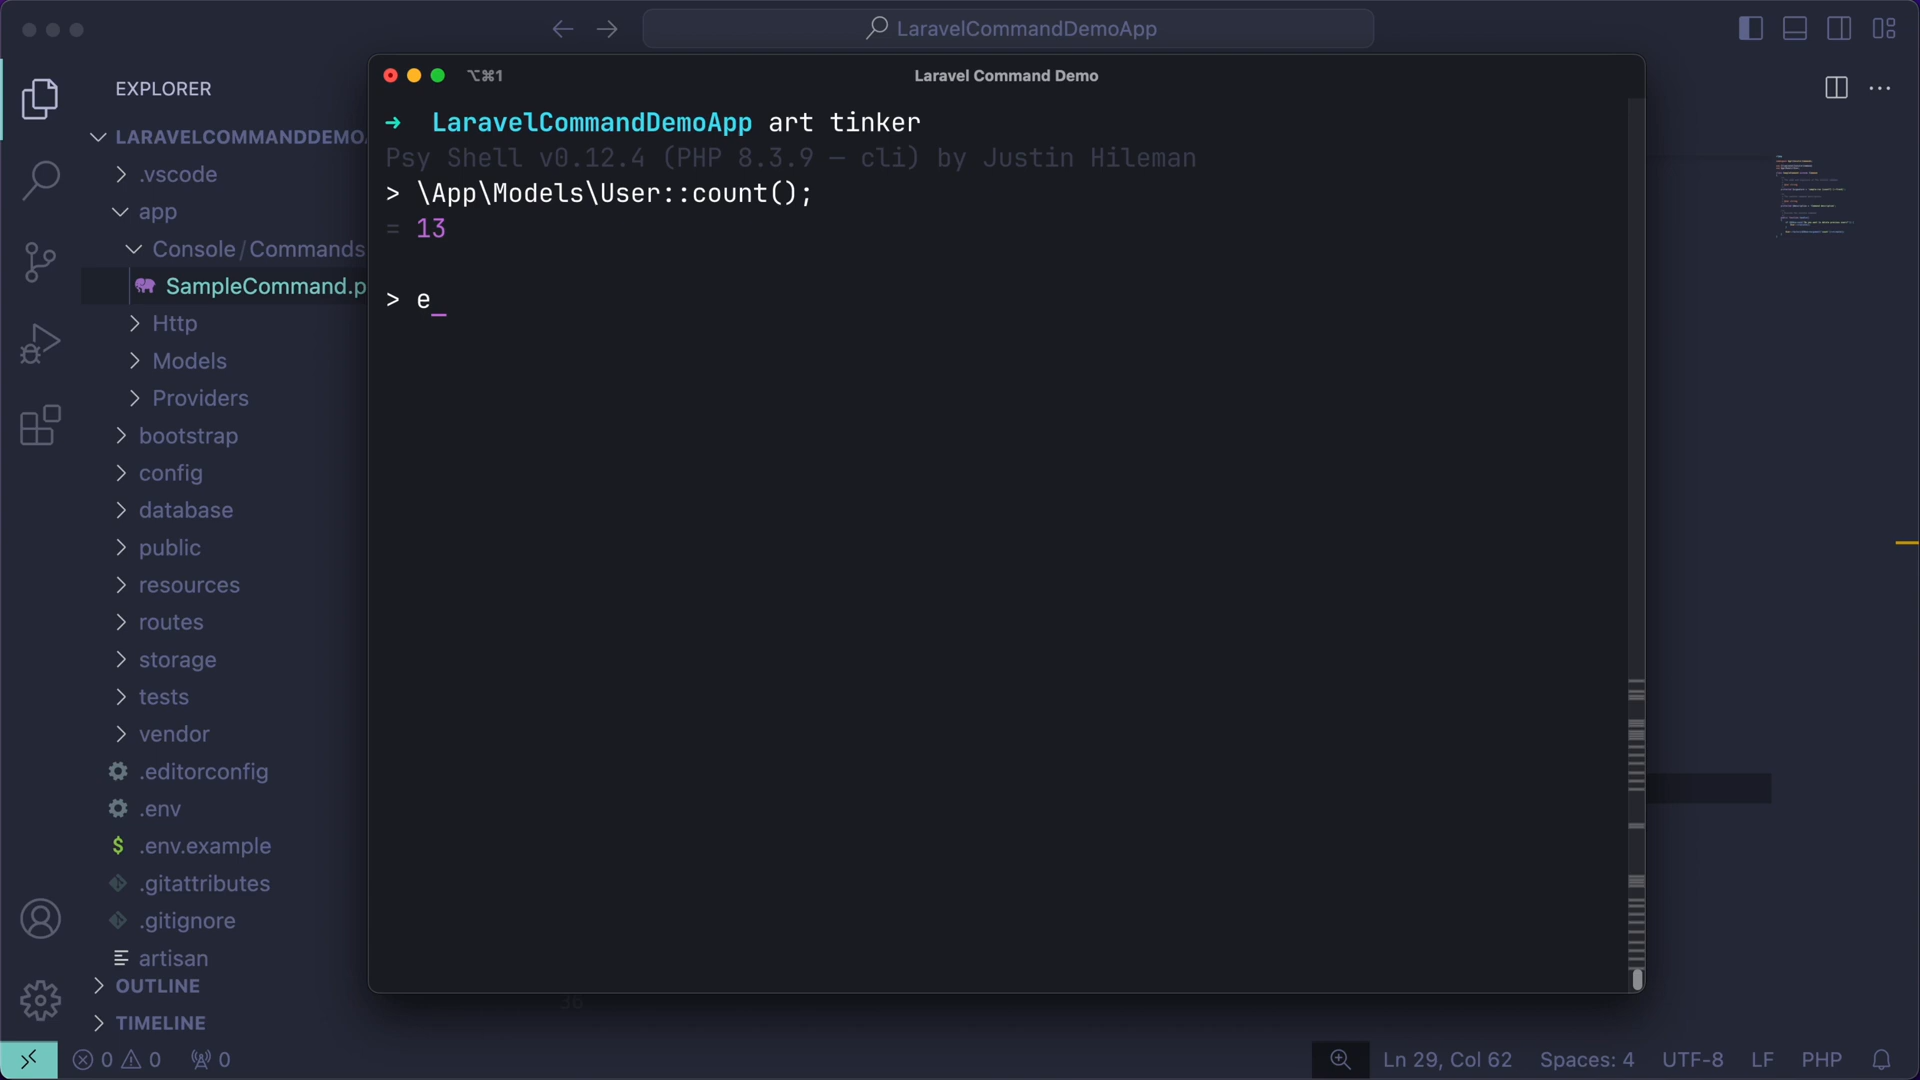 LaravelCommandDemoApp
EXPLORER
LARAVELCOMMANDDEMO
.vscode
app
Console/Commands
SampleCommand.p
Http
Models
Providers
bootstrap
config
database
public
resources
routes
storage
tests
vendor
.editorconfig
.env
.env.example
.gitattributes
.gitignore
artisan
OUTLINE
TIMELINE
⌥⌘1
Laravel Command Demo
➜ LaravelCommandDemoApp art tinker
Psy Shell v0.12.4 (PHP 8.3.9 — cli) by Justin Hileman
> \App\Models\User::count();
= 13
> e_
36
0 0 0
Ln 29, Col 62
Spaces: 4
UTF-8
LF
PHP